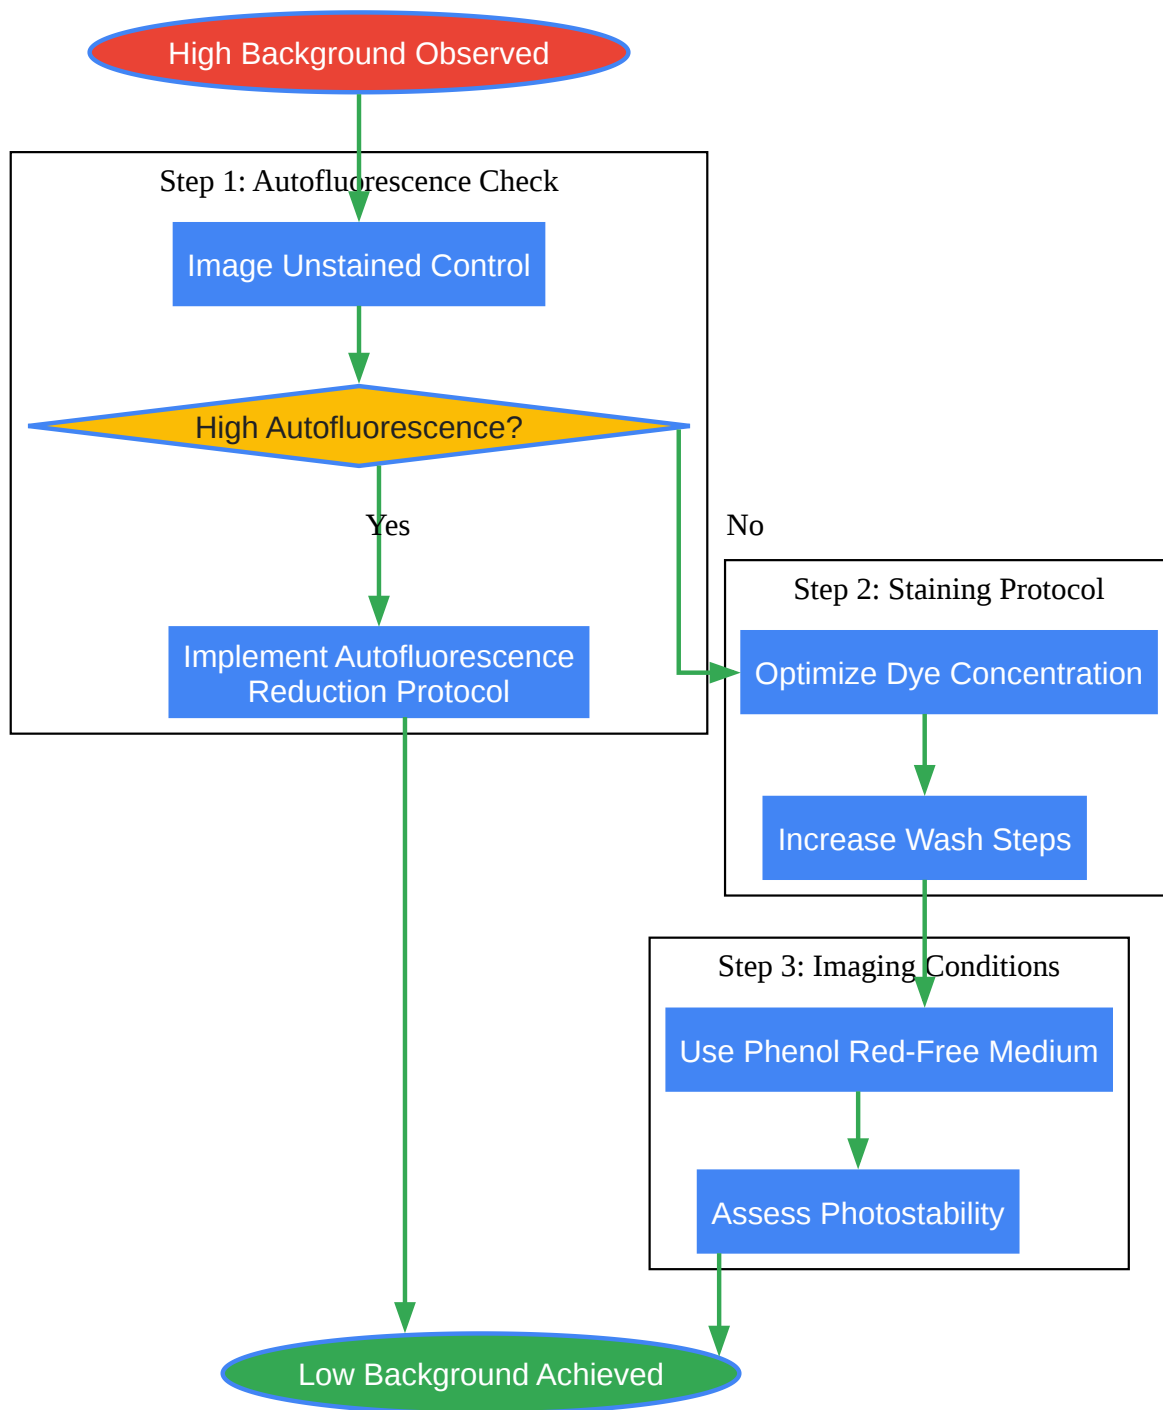 High Background Observed
Step 1: Autofluorescence Check
Image Unstained Control
High Autofluorescence?
Yes
No
Implement Autofluorescence
Reduction Protocol
Step 2: Staining Protocol
Optimize Dye Concentration
Increase Wash Steps
Step 3: Imaging Conditions
Use Phenol Red-Free Medium
Assess Photostability
Low Background Achieved